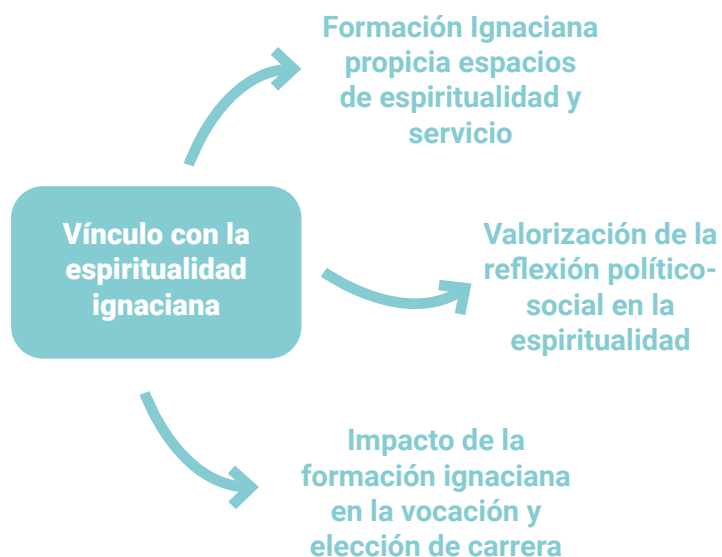 Formación Ignaciana
propicia espacios
de espiritualidad y
servicio
Vínculo con la
espiritualidad
ignaciana
Valorización de la
reflexión político-
social en la
espiritualidad
Impacto de la
formación ignaciana
en la vocación y
elección de carrera